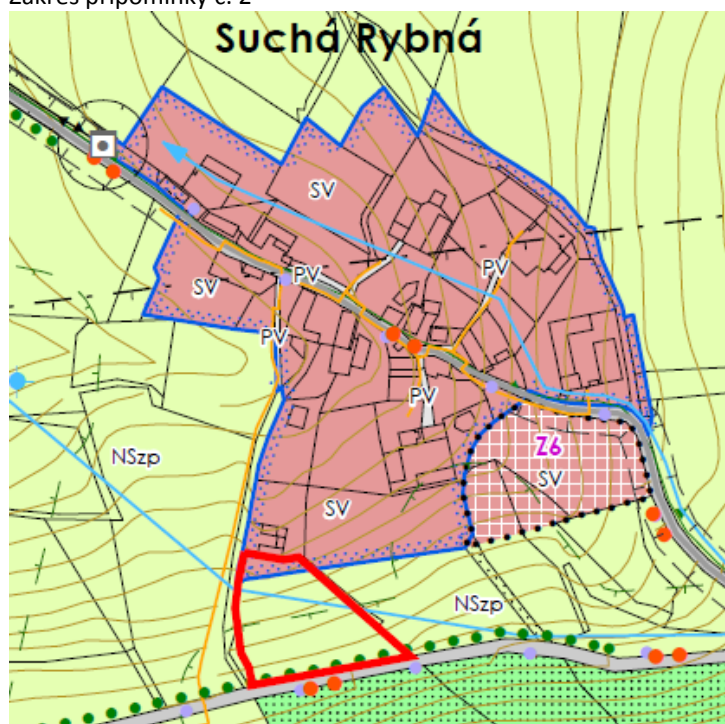 Zákres připomínky č. 2
Suchá Rybná
SV
PV
PV
SV
PV
PV
Z6
SV
NSzp
SV
NSzp